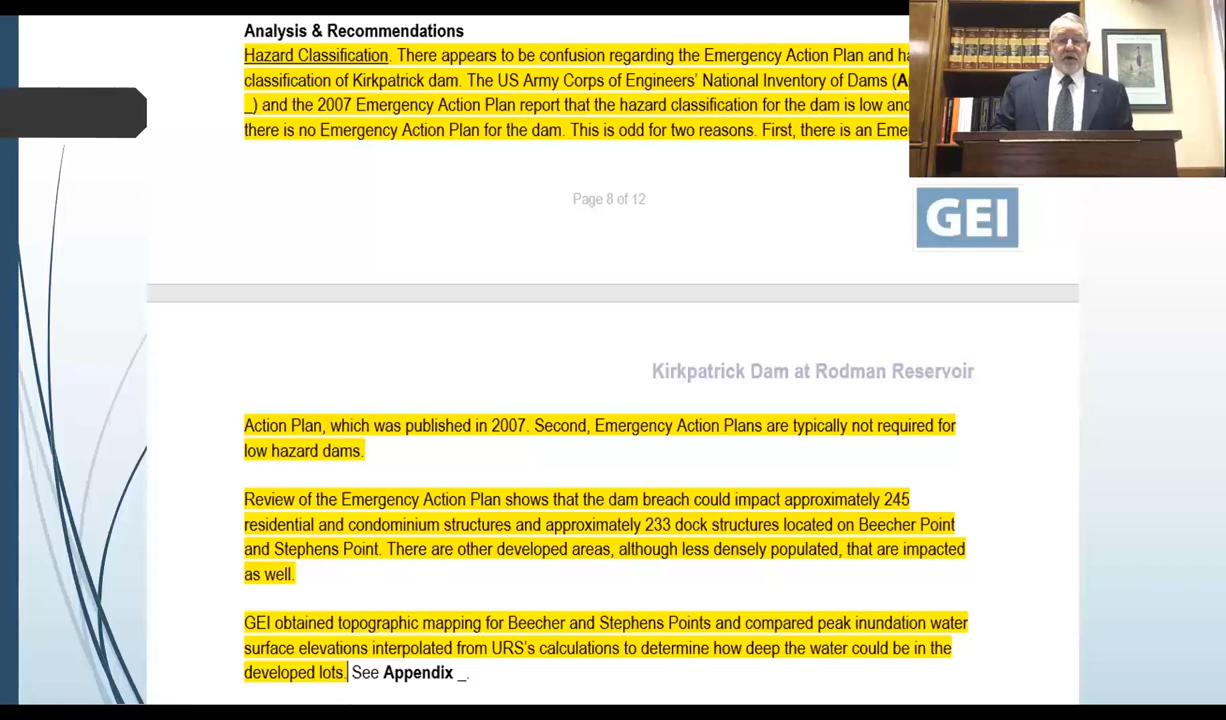 Analysis & Recommendations
Hazard Classification. There appears to be confusion regarding the Emergency Action Plan and ha
classification of Kirkpatrick dam. The US Army Corps of Engineers' National Inventory of Dams (A
_) and the 2007 Emergency Action Plan report that the hazard classification for the dam is low and
there is no Emergency Action Plan for the dam. This is odd for two reasons. First, there is an Eme
Page 8 of 12
GEI
Kirkpatrick Dam at Rodman Reservoir
Action Plan, which was published in 2007. Second, Emergency Action Plans are typically not required for
low hazard dams.
Review of the Emergency Action Plan shows that the dam breach could impact approximately 245
residential and condominium structures and approximately 233 dock structures located on Beecher Point
and Stephens Point. There are other developed areas, although less densely populated, that are impacted
as well.
GEI obtained topographic mapping for Beecher and Stephens Points and compared peak inundation water
surface elevations interpolated from URS's calculations to determine how deep the water could be in the
developed lots. See Appendix _.